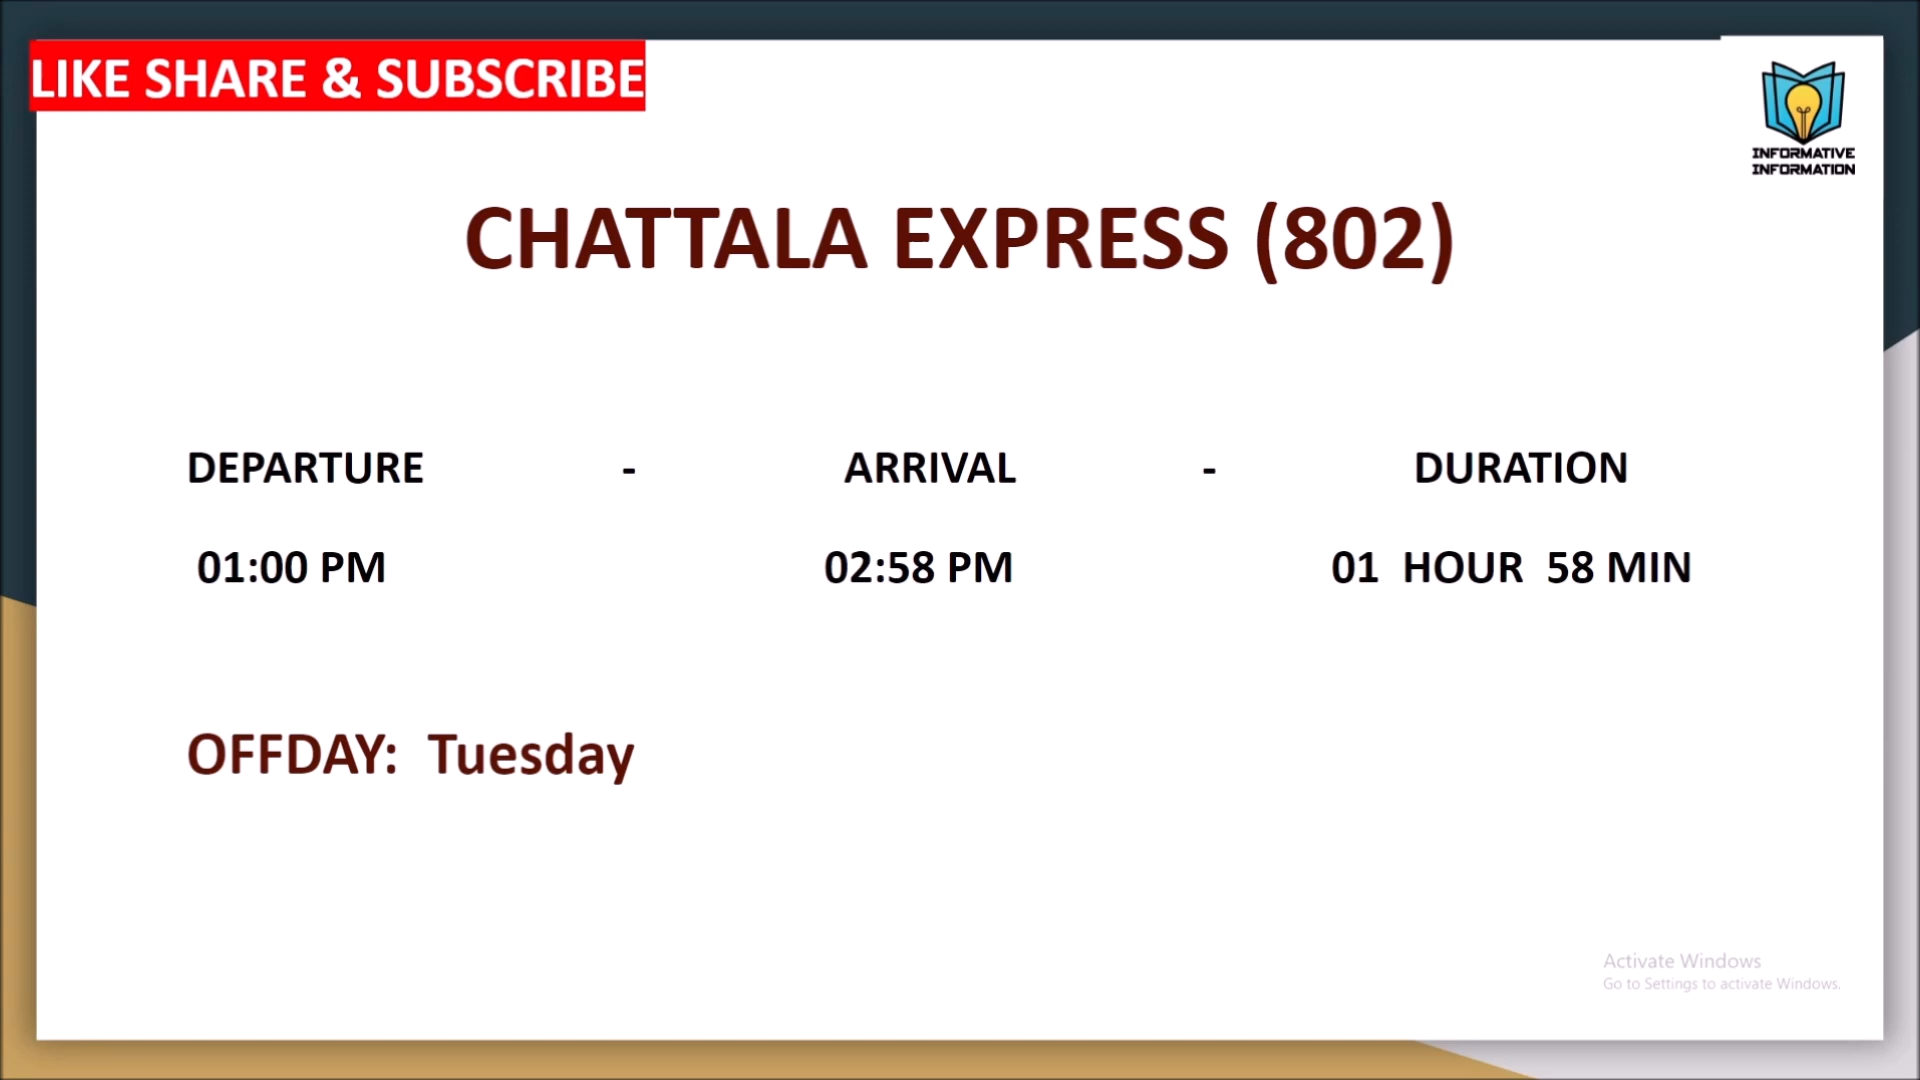 LIKE SHARE & SUBSCRIBE
INFORMATIVE
INFORMATION
CHATTALA EXPRESS (802)
DEPARTURE - ARRIVAL - DURATION
01:00 PM 02:58 PM 01 HOUR 58 MIN
OFFDAY: Tuesday
Activate Windows
Go to Settings to activate Windows.